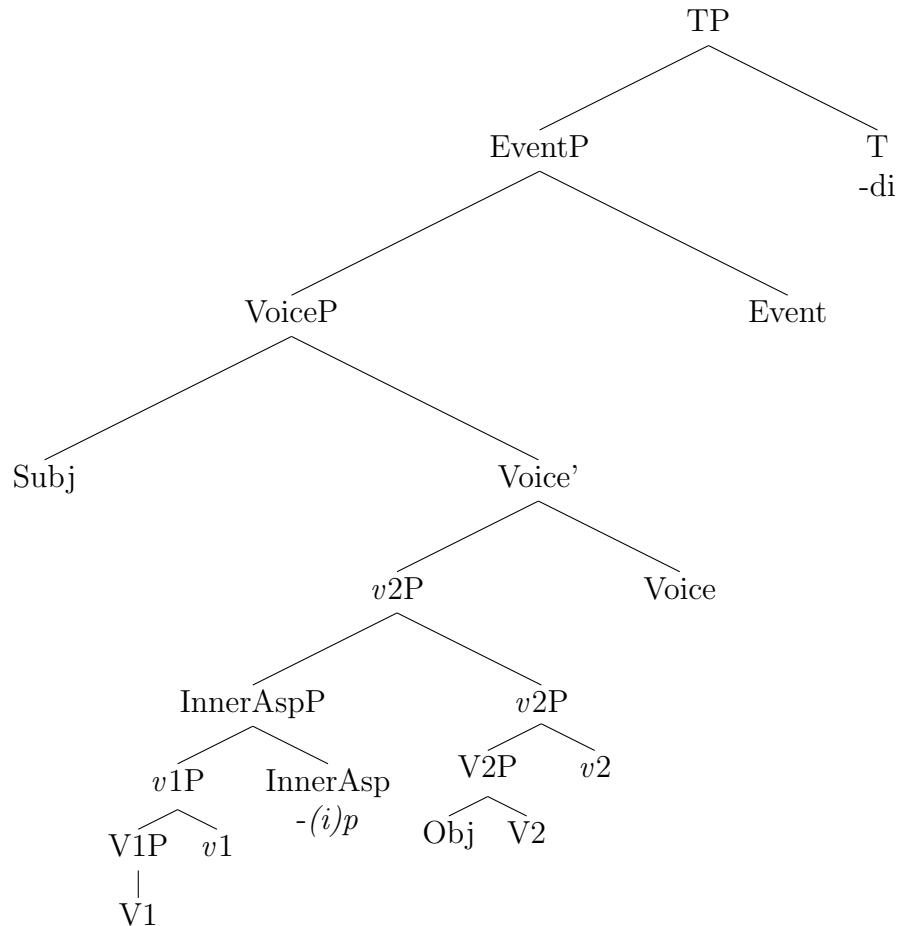 TP
EventP T
-di
VoiceP Event
Subj Voice’
v2P Voice
InnerAspP v2P
v1P InnerAsp V2P v2
-(i)p
V1P v1 Obj V2
V1